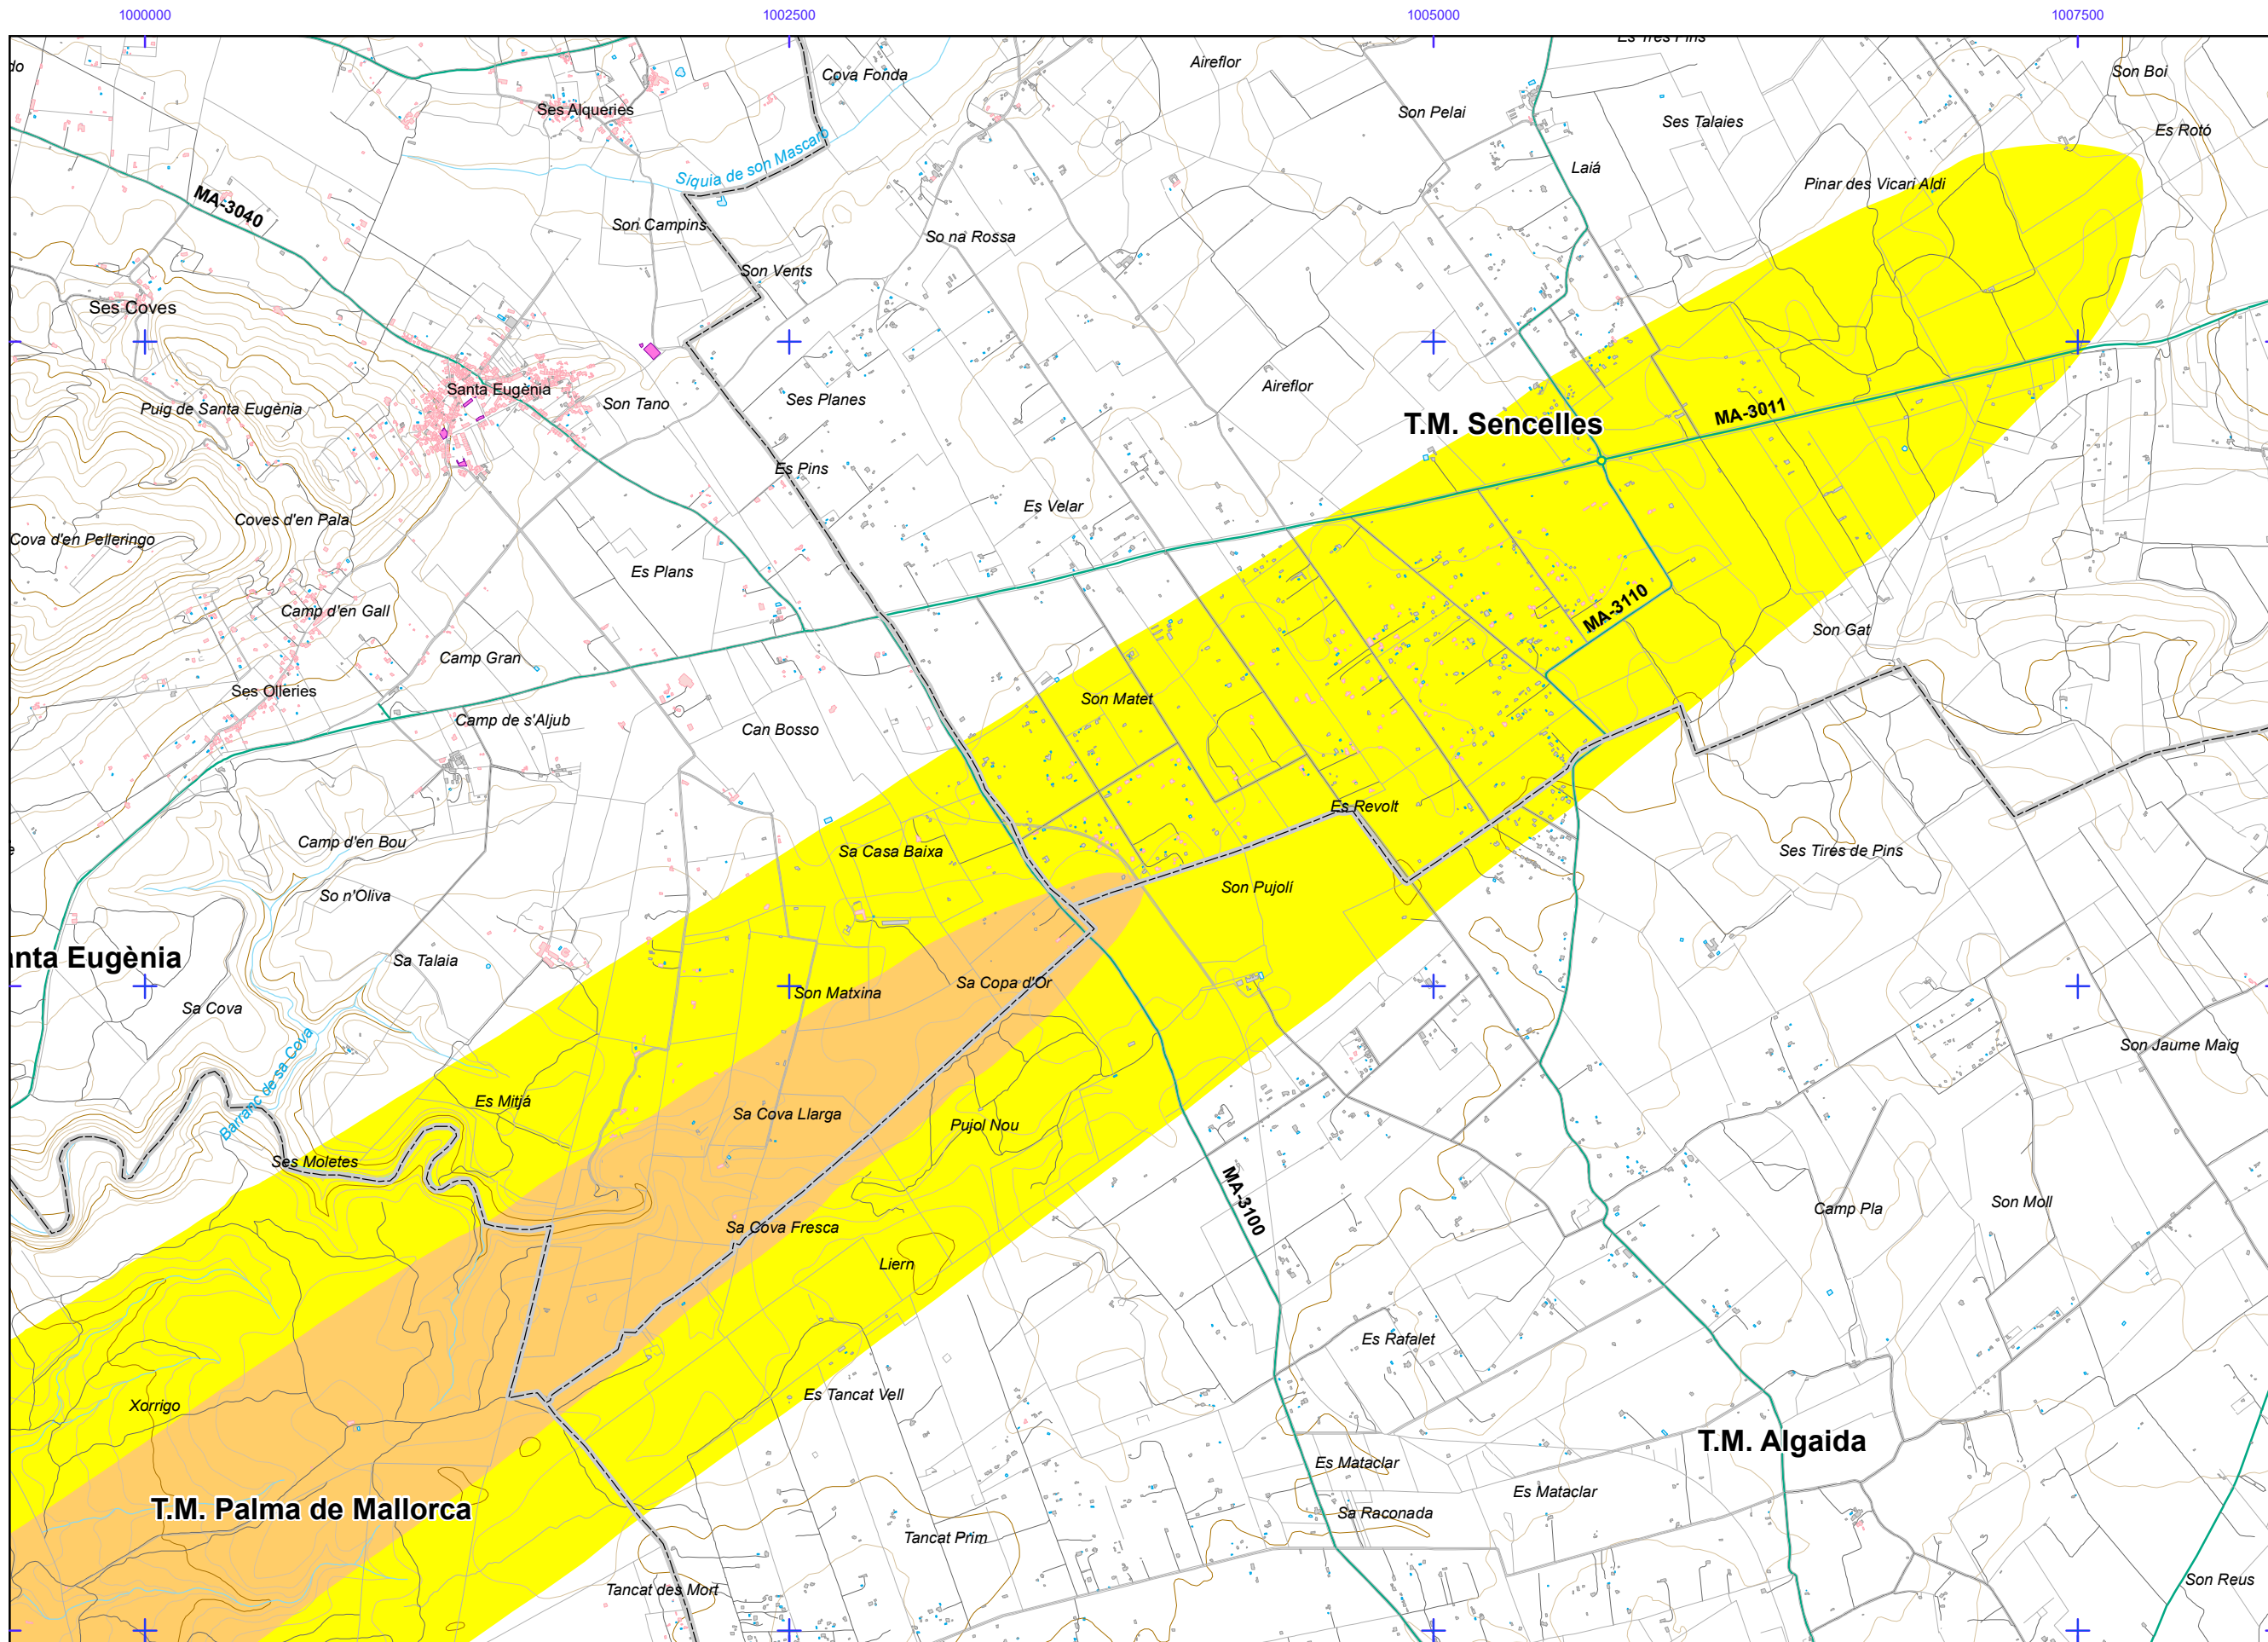 1000000
1002500
1005000
1007500
do
Cova Fonda
Aireflor
Es Tres Pins
Son Boi
Ses Alqueries
Son Pelai
Ses Talaies
Es Rotó
Síquia de son Mascaro
Laiá
Pinar des Vicari Aldi
MA-3040
Son Campins
So na Rossa
Son Vents
Ses Coves
Santa Eugènia
Aireflor
Ses Planes
Son Tano
Puig de Santa Eugènia
T.M. Sencelles
MA-3011
Es Pins
Es Velar
Coves d'en Pala
Cova d'en Pelleringo
Es Plans
Camp d'en Gall
MA-3110
Son Gat
Camp Gran
Ses Olleries
Son Matet
Camp de s'Aljub
Can Bosso
Es Revolt
Camp d'en Bou
Sa Casa Baixa
Ses Tires de Pins
e
So n'Oliva
Son Pujolí
anta Eugènia
Sa Talaia
Sa Copa d'Or
Son Matxina
Sa Cova
Son Jaume Maig
Barranc de sa Cova
Es Mitjá
Sa Cova Llarga
Pujol Nou
Ses Moletes
MA-3100
Camp Pla
Son Moll
Sa Cova Fresca
Liern
Es Rafalet
Es Tancat Vell
Xorrigo
T.M. Algaida
Es Mataclar
Es Mataclar
T.M. Palma de Mallorca
Sa Raconada
Tancat Prim
Tancat des Mort
Son Reus